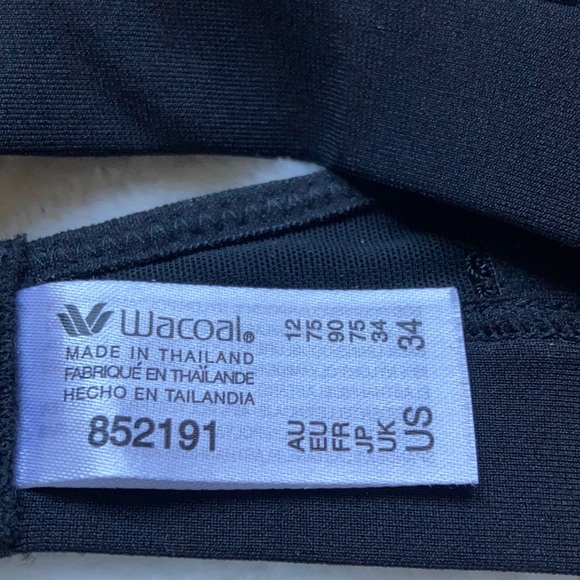 Wacoal®
MADE IN THAILAND
FABRIQUÉ EN THAÏLANDE
HECHO EN TAILANDIA
852191
AU 12
EU 75
FR 90
JP 75
UK 34
US 34